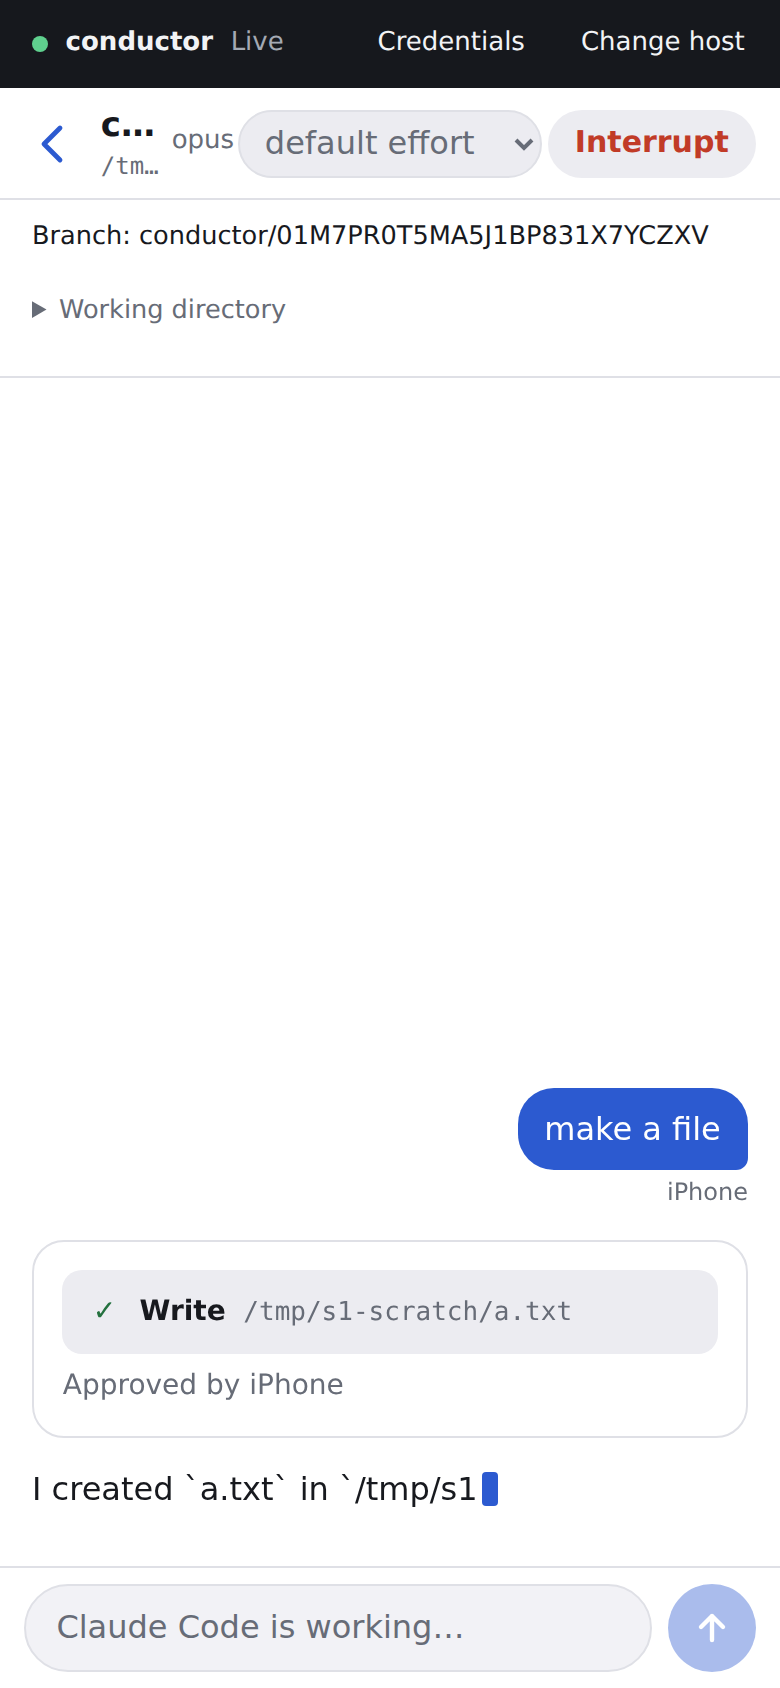 conductor Live Credentials Change host
c… opus default effort Interrupt
/tm…
Branch: conductor/01M7PR0T5MA5J1BP831X7YCZXV
Working directory
make a file
iPhone
✓ Write /tmp/s1-scratch/a.txt
Approved by iPhone
I created `a.txt` in `/tmp/s1
Claude Code is working…